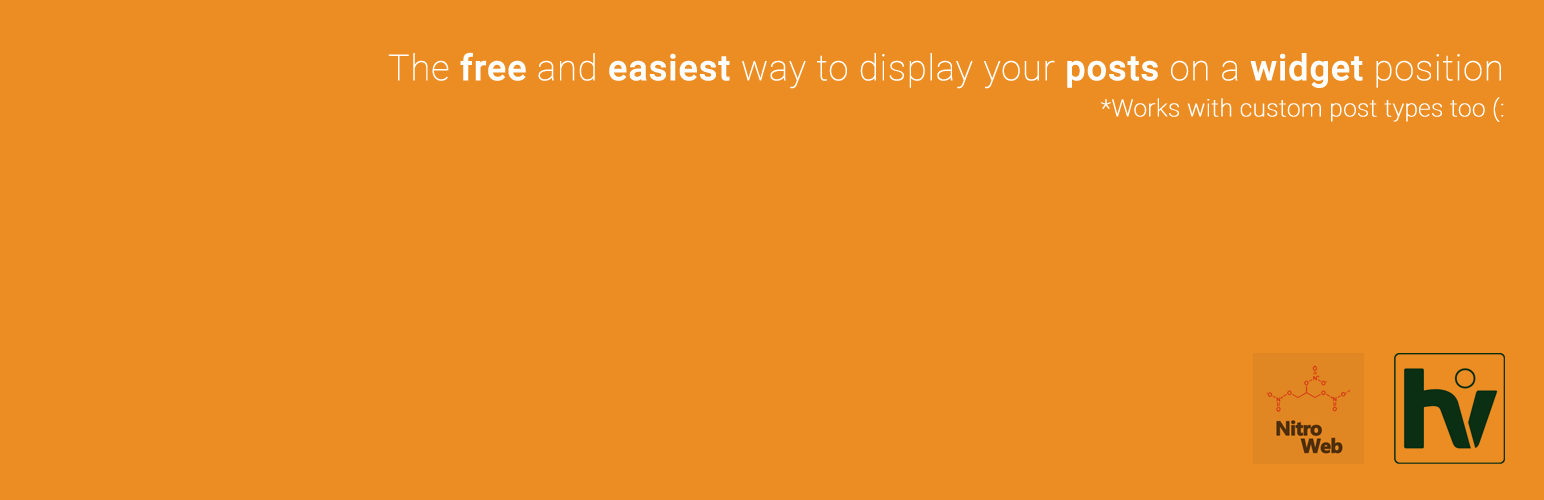 The free and easiest way to display your posts on a widget position
*Works with custom post types too (:
Nitro
Web
hv